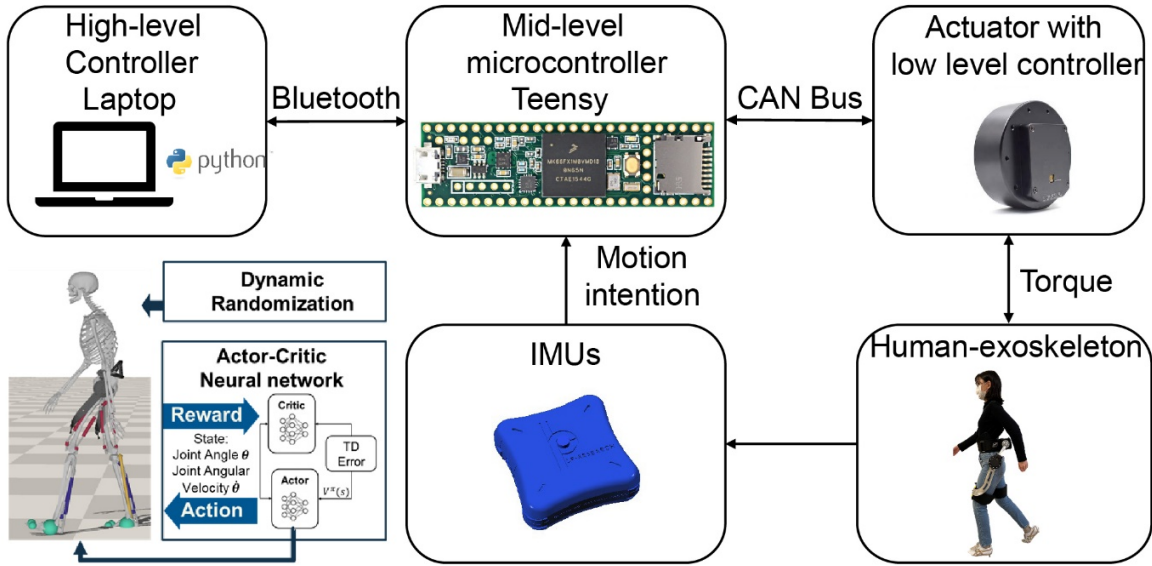 High-level
Controller
Laptop
python
Bluetooth
Mid-level
microcontroller
Teensy
CAN Bus
Actuator with
low level controller
Motion
intention
Torque
IMUs
Human-exoskeleton
Dynamic
Randomization
Actor-Critic
Neural network
Reward
State:
Joint Angle θ
Joint Angular
Velocity θ̇
Action
Critic
TD
Error
Actor
Vπ(s)